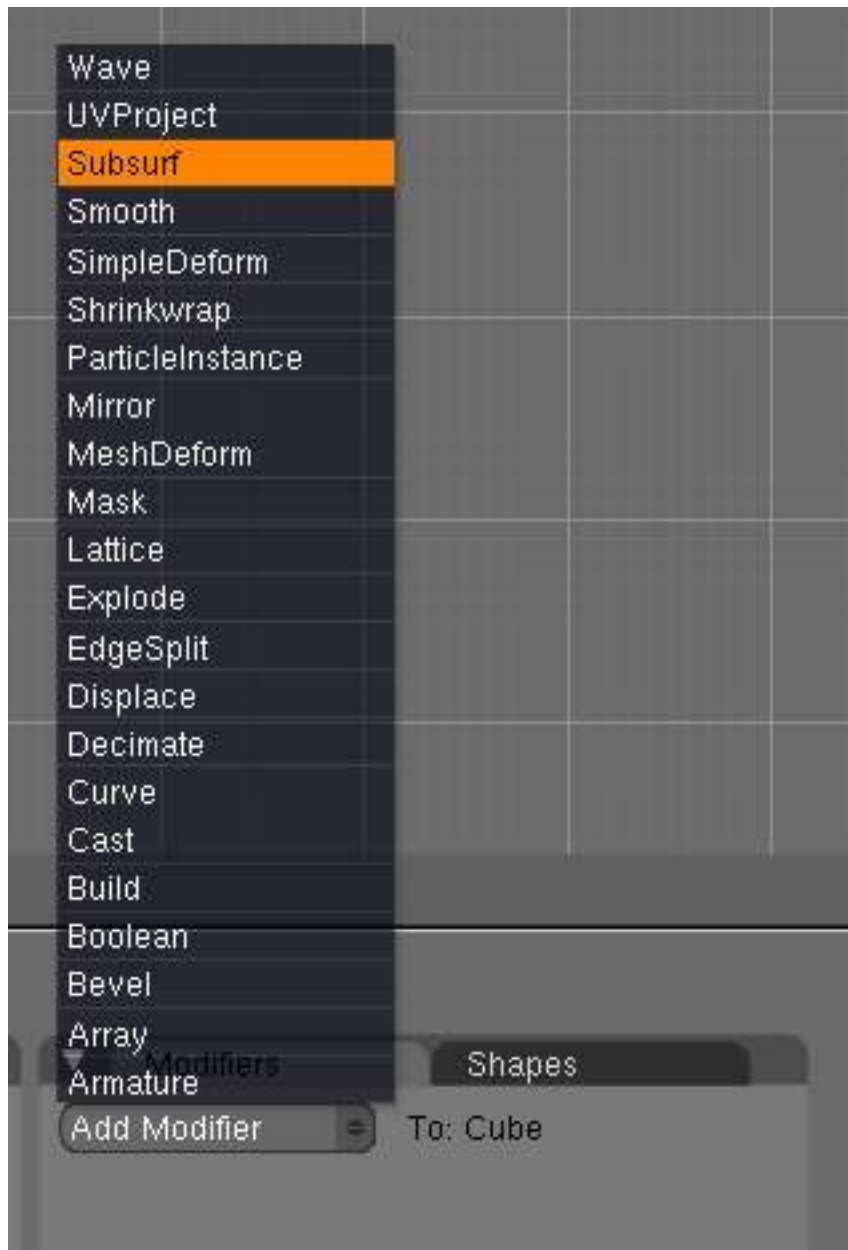 Wave
UVProject
Subsurf
Smooth
SimpleDeform
Shrinkwrap
ParticleInstance
Mirror
MeshDeform
Mask
Lattice
Explode
EdgeSplit
Displace
Decimate
Curve
Cast
Build
Boolean
Bevel
Array
Modifiers Shapes
Armature
Add Modifier To: Cube